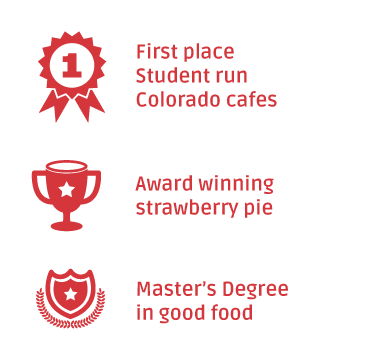 1
First place
Student run
Colorado cafes
Award winning
strawberry pie
Master's Degree
in good food